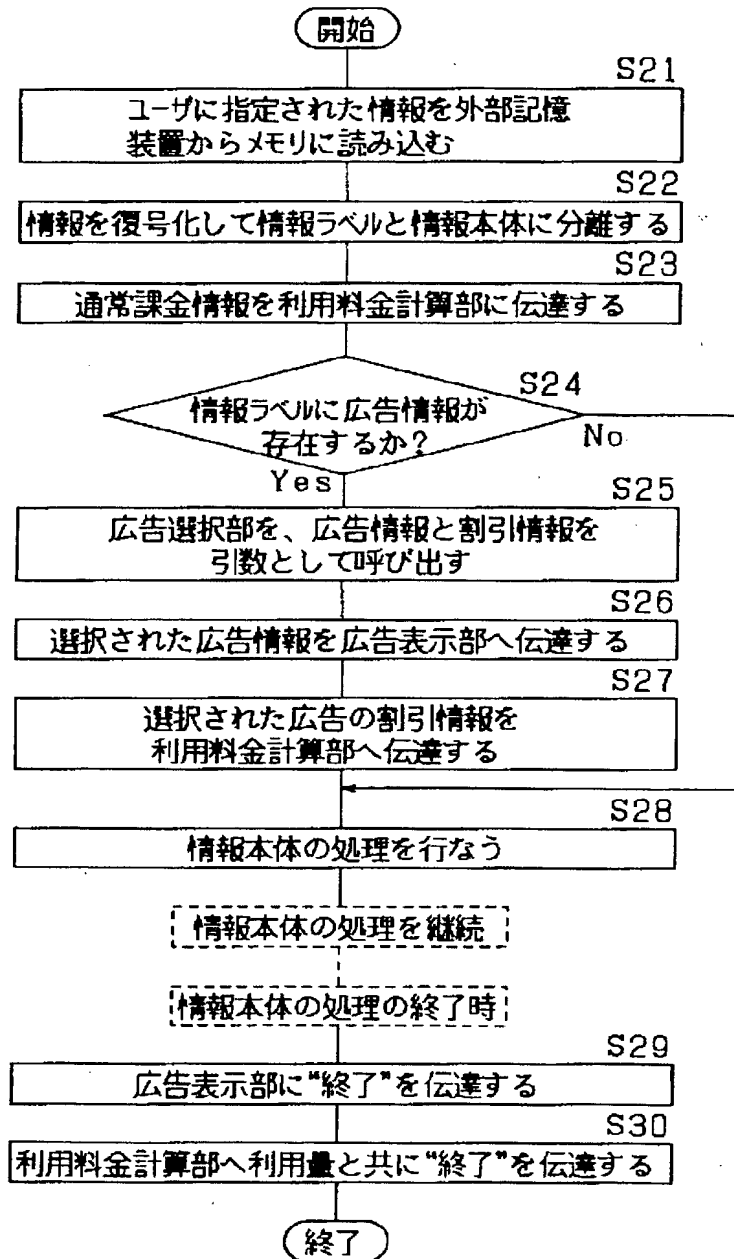 開始
S21
ユーザに指定された情報を外部記憶
装置からメモリに読み込む
S22
情報を復号化して情報ラベルと情報本体に分離する
S23
通常課金情報を利用料金計算部に伝達する
S24
情報ラベルに広告情報が
存在するか?
No
Yes
S25
広告選択部を、広告情報と割引情報を
引数として呼び出す
S26
選択された広告情報を広告表示部へ伝達する
S27
選択された広告の割引情報を
利用料金計算部へ伝達する
S28
情報本体の処理を行なう
情報本体の処理を継続
情報本体の処理の終了時
S29
広告表示部に"終了"を伝達する
S30
利用料金計算部へ利用量と共に"終了"を伝達する
終了